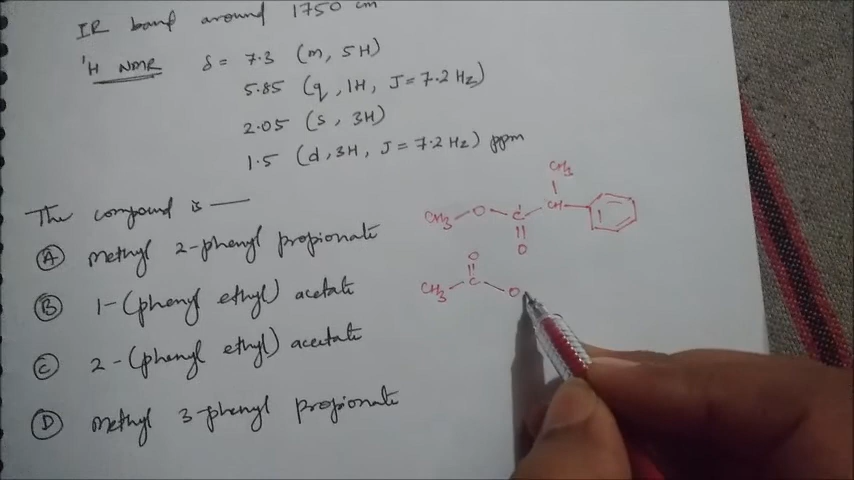 IR band around 1750 cm
¹H NMR δ = 7.3 (m, 5H)
5.85 (q, 1H, J = 7.2 Hz)
2.05 (s, 3H)
1.5 (d, 3H, J = 7.2 Hz) ppm
The compound is —
(A) Methyl 2-phenyl propionate
(B) 1-(phenyl ethyl) acetate
(C) 2-(phenyl ethyl) acetate
(D) Methyl 3-phenyl propionate
CH₃
CH₃ O C CH
O
O
CH₃ C O